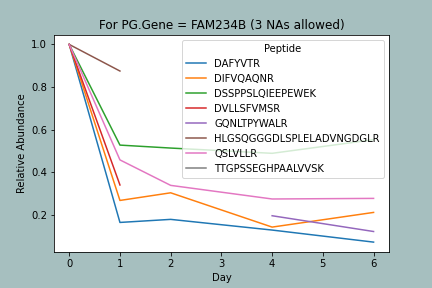 For PG.Gene = FAM234B (3 NAs allowed)
Relative Abundance
1.0
0.8
0.6
0.4
0.2
Peptide
DAFYVTR
DIFVQAQNR
DSSPPSLQIEEPEWEK
DVLLSFVMSR
GQNLTPYWALR
HLGSQGGGDLSPLELADVNGDGLR
QSLVLLR
TTGPSSEGHPAALVVSK
0 1 2 3 4 5 6
Day